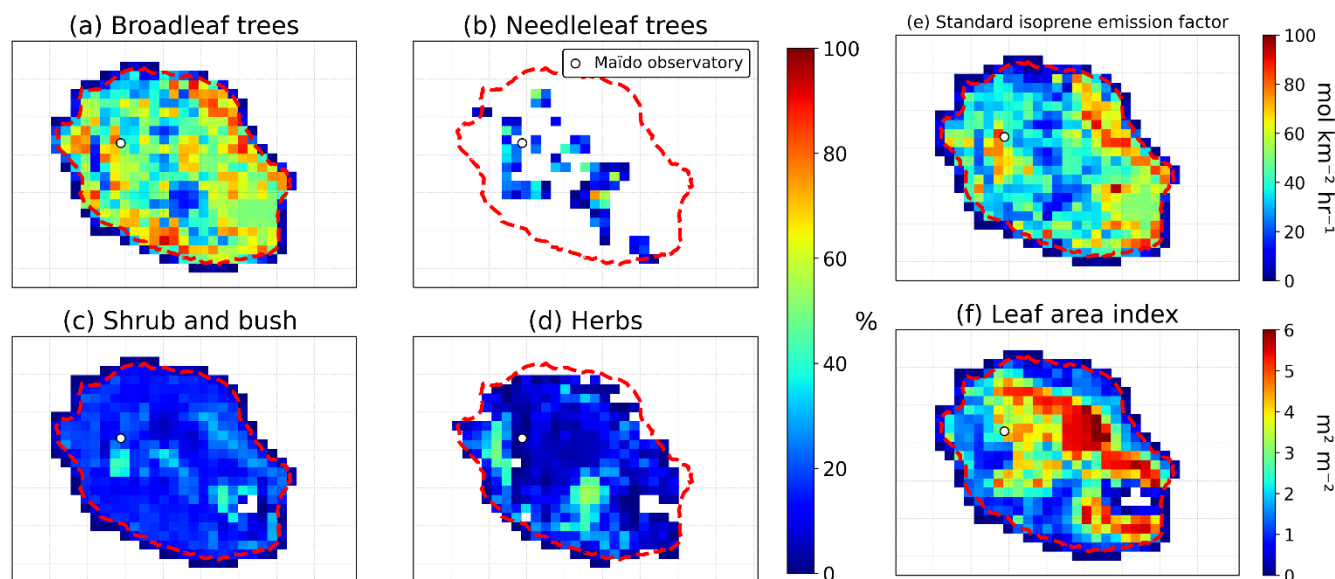 (a) Broadleaf trees
(b) Needleleaf trees
(e) Standard isoprene emission factor
Maïdo observatory
100
80
60
40
20
0
%
100
80
60
40
20
0
mol km⁻² hr⁻¹
(c) Shrub and bush
(d) Herbs
(f) Leaf area index
6
5
4
3
2
1
0
m² m⁻²